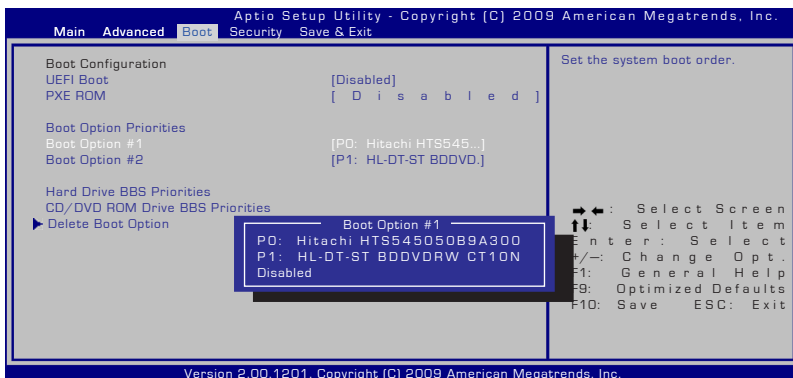 Aptio Setup Utility - Copyright (C) 2009 American Megatrends, Inc.
Main Advanced Boot Security Save & Exit
Boot Configuration
UEFI Boot [Disabled]
PXE ROM [Disabled]
Boot Option Priorities
Boot Option #1 [P0: Hitachi HTS545...]
Boot Option #2 [P1: HL-DT-ST BDDVD.]
Hard Drive BBS Priorities
CD/DVD ROM Drive BBS Priorities
Delete Boot Option
Boot Option #1
P0: Hitachi HTS545050B9A300
P1: HL-DT-ST BDDVDRW CT10N
Disabled
Set the system boot order.
→←: Select Screen
↑↓: Select Item
Enter: Select
+/—: Change Opt.
F1: General Help
F9: Optimized Defaults
F10: Save ESC: Exit
Version 2.00.1201. Copyright (C) 2009 American Megatrends, Inc.